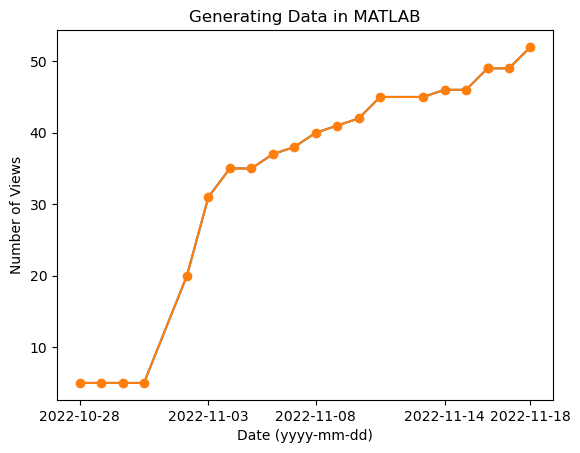 Generating Data in MATLAB
Number of Views
50
40
30
20
10
2022-10-28 2022-11-03 2022-11-08 2022-11-14 2022-11-18
Date (yyyy-mm-dd)